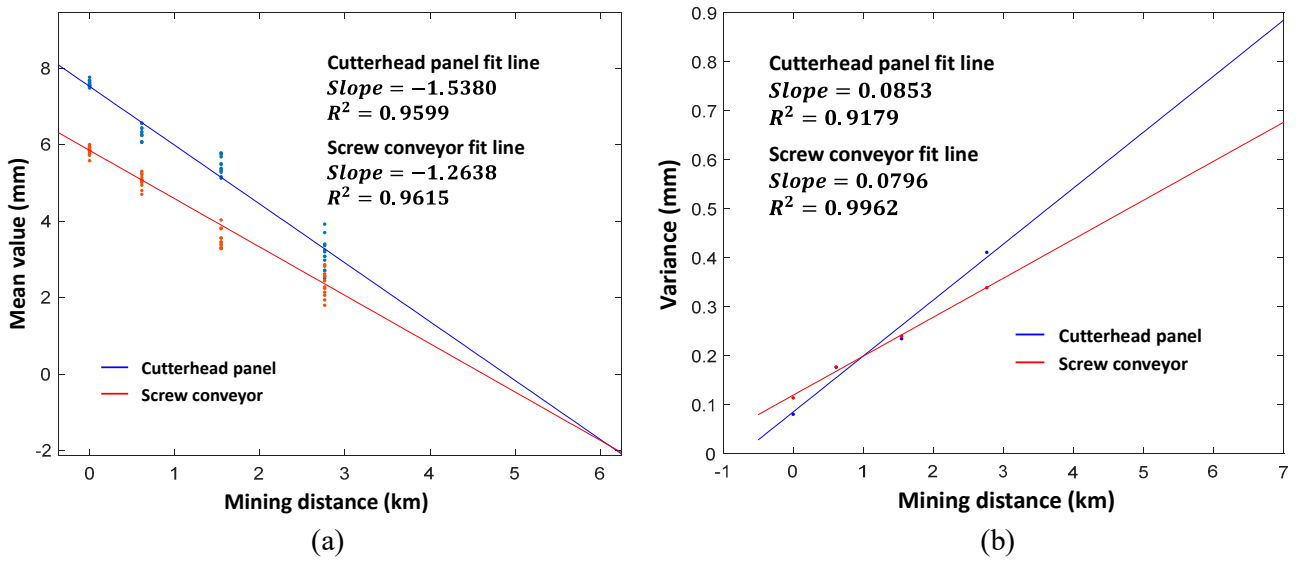 Mean value (mm)
8
6
4
2
0
-2
0 1 2 3 4 5 6
Mining distance (km)
Cutterhead panel fit line
Slope = −1.5380
R² = 0.9599
Screw conveyor fit line
Slope = −1.2638
R² = 0.9615
Cutterhead panel
Screw conveyor
(a)
Variance (mm)
0.9
0.8
0.7
0.6
0.5
0.4
0.3
0.2
0.1
0
-1 0 1 2 3 4 5 6 7
Mining distance (km)
Cutterhead panel fit line
Slope = 0.0853
R² = 0.9179
Screw conveyor fit line
Slope = 0.0796
R² = 0.9962
Cutterhead panel
Screw conveyor
(b)